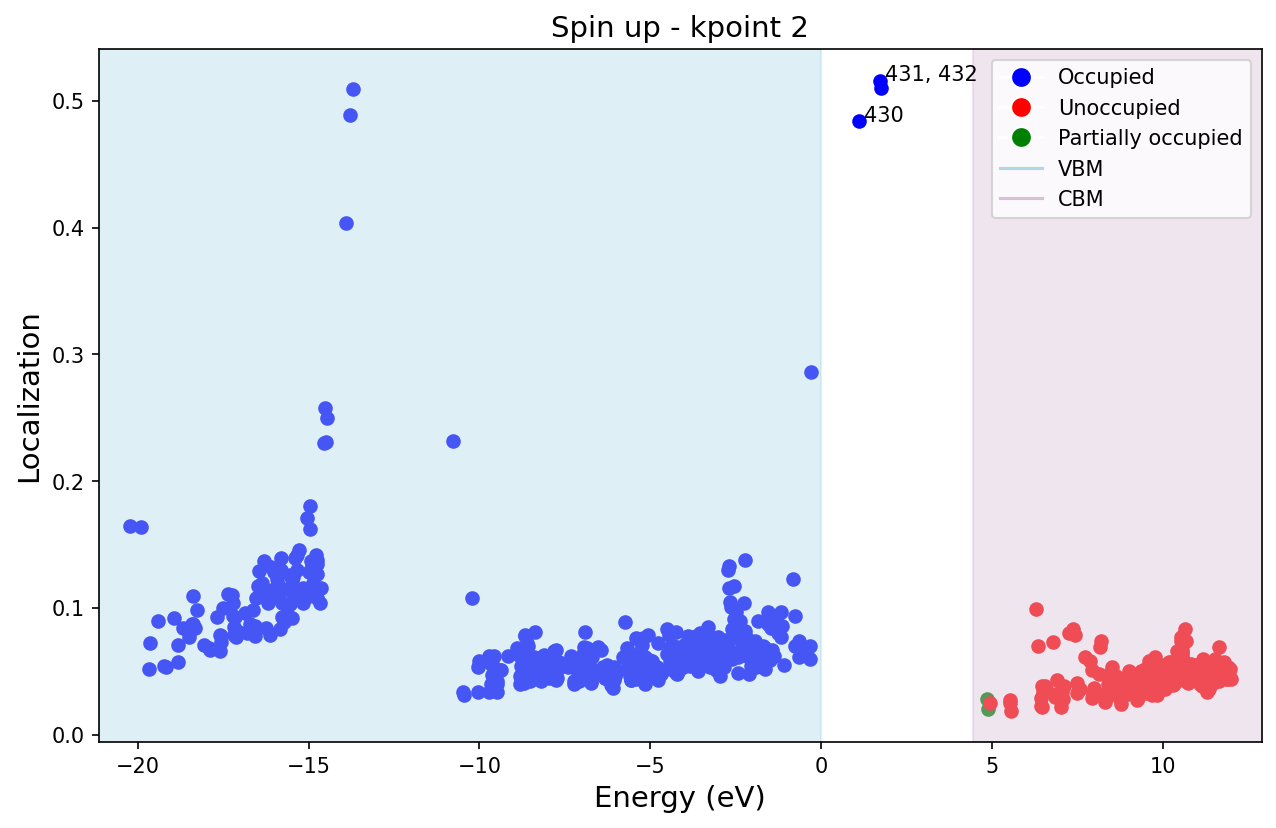 Spin up - kpoint 2
Localization
0.5
0.4
0.3
0.2
0.1
0.0
431, 432
430
Occupied
Unoccupied
Partially occupied
VBM
CBM
−20
−15
−10
−5
0
5
10
Energy (eV)